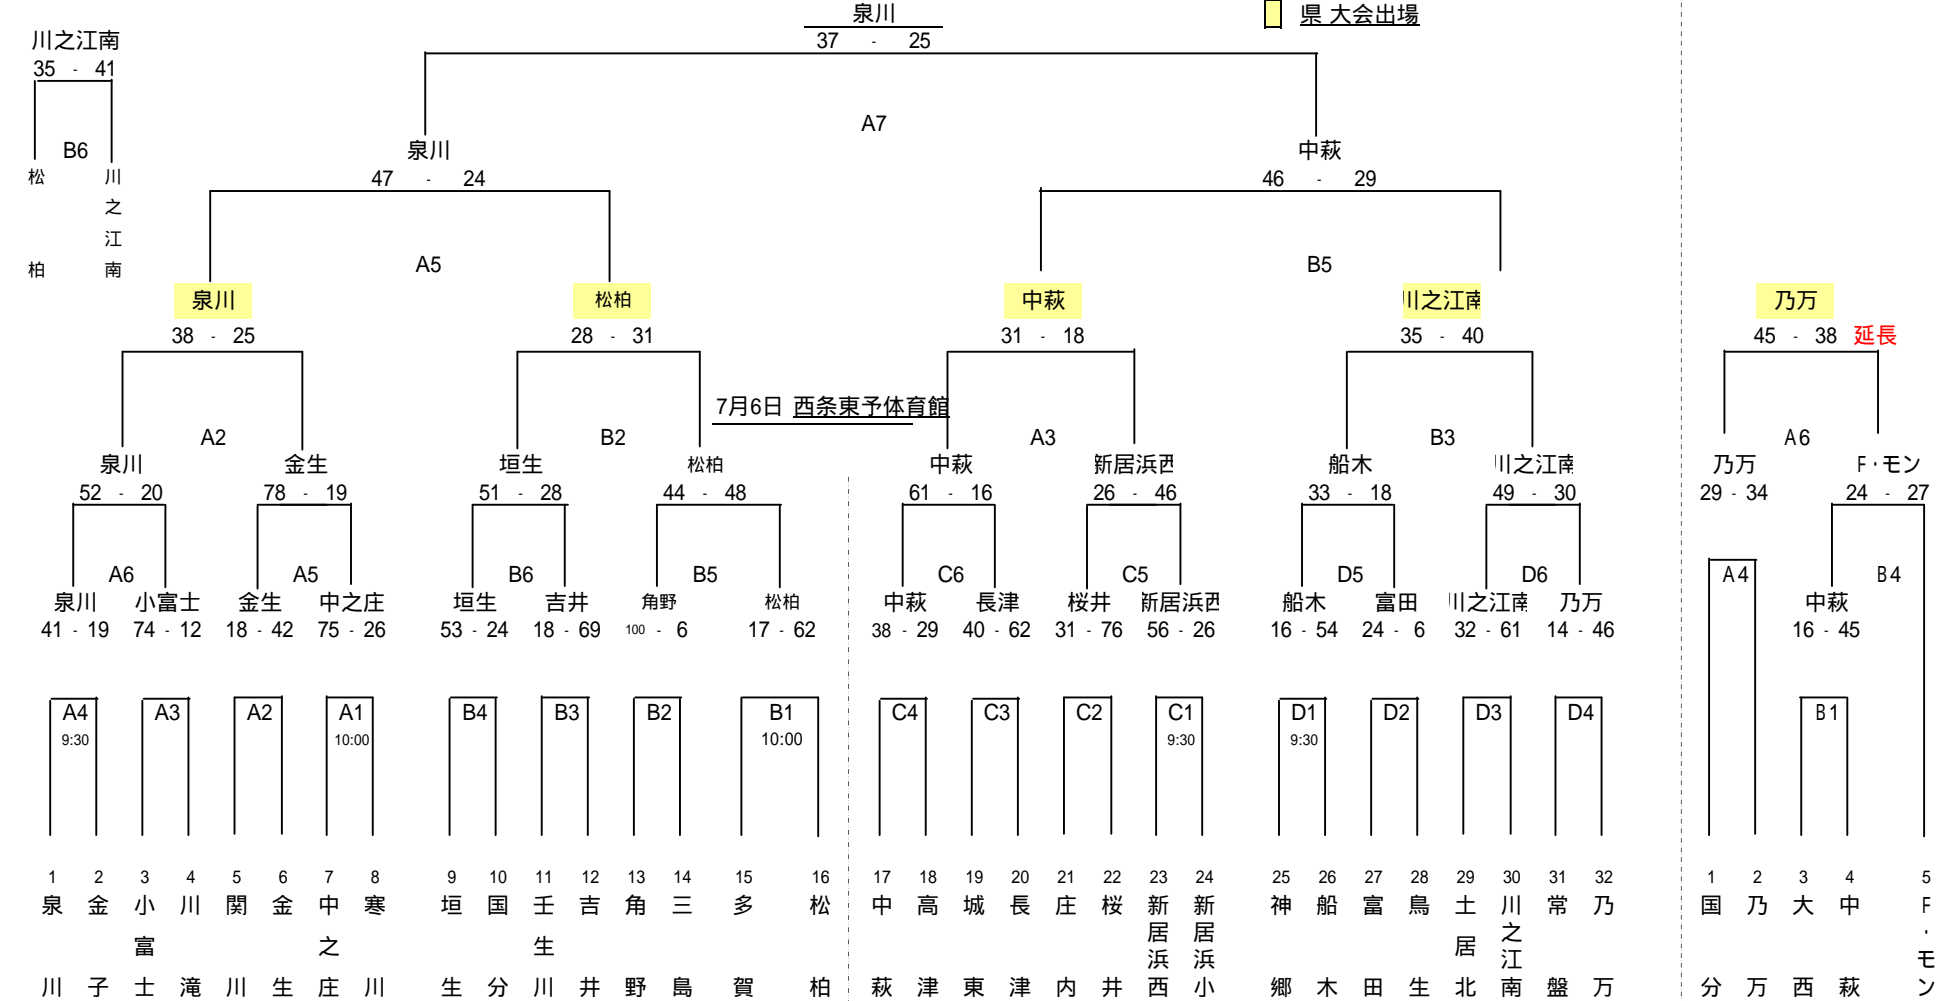 泉川
県 大会出場
37 - 25
川之江南
35 - 41
A7
B6
泉川
中萩
松柏
川之江南
47 - 24
46 - 29
A5
B5
泉川
松柏
中萩
川之江南
乃万
38 - 25
28 - 31
31 - 18
35 - 40
45 - 38 延長
7月6日 西条東予体育館
A2
B2
A3
B3
A6
泉川
金生
垣生
松柏
中萩
新居浜西
船木
川之江南
乃万
F・モン
52 - 20
78 - 19
51 - 28
44 - 48
61 - 16
26 - 46
33 - 18
49 - 30
29 - 34
24 - 27
A6
A5
B6
B5
C6
C5
D5
D6
A4
B4
泉川
小富士
金生
中之庄
垣生
吉井
角野
松柏
中萩
長津
桜井
新居浜西
船木
富田
川之江南
乃万
中萩
41 - 19
74 - 12
18 - 42
75 - 26
53 - 24
18 - 69
100 - 6
17 - 62
38 - 29
40 - 62
31 - 76
56 - 26
16 - 54
24 - 6
32 - 61
14 - 46
16 - 45
A4
A3
A2
A1
B4
B3
B2
B1
C4
C3
C2
C1
D1
D2
D3
D4
B1
9:30
10:00
10:00
9:30
9:30
1 2 3 4 5 6 7 8 9 10 11 12 13 14 15 16 17 18 19 20 21 22 23 24 25 26 27 28 29 30 31 32 1 2 3 4 5
泉川
金子
小富士
川滝
関川
金生
中之庄
寒川
垣生
国分
壬生川
吉井
角野
三島
多賀
松柏
中萩
高津
城東
長津
庄内
桜井
新居浜西
新居浜小
神郷
船木
富田
鳥生
土居北
川之江南
常盤
乃万
国分
乃万
大西
中萩
F・モン